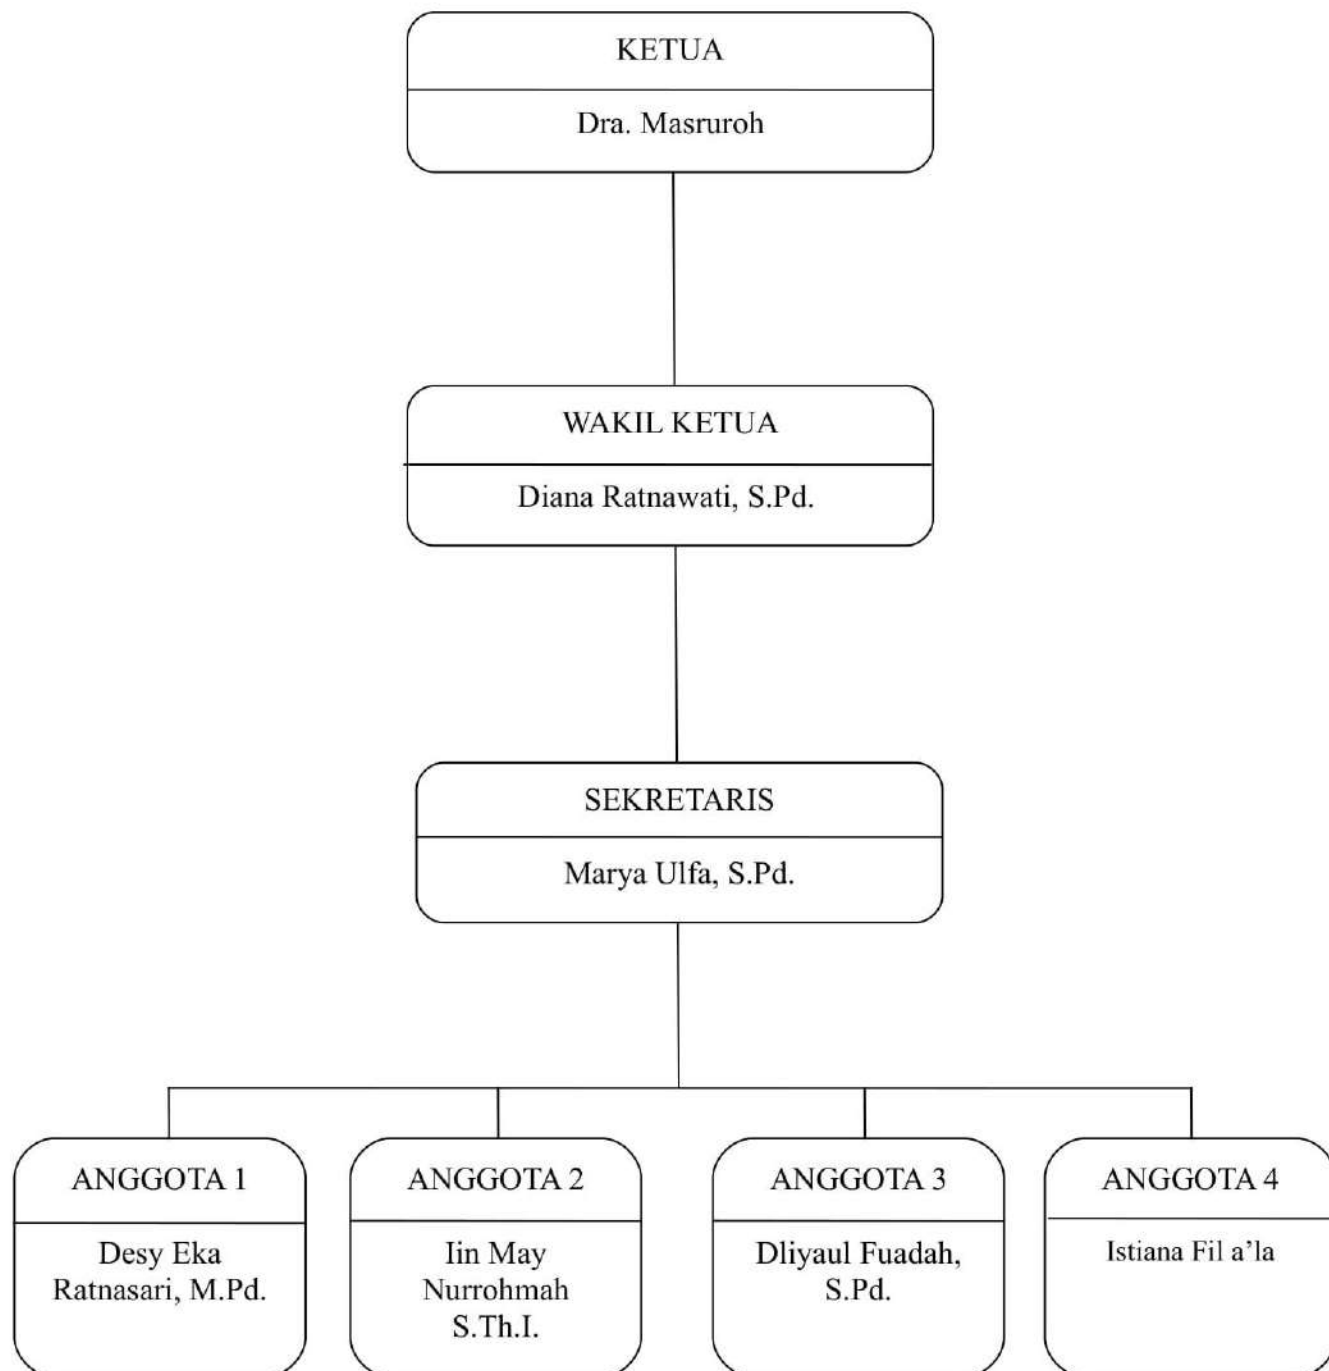 KETUA
Dra. Masruroh
WAKIL KETUA
Diana Ratnawati, S.Pd.
SEKRETARIS
Marya Ulfa, S.Pd.
ANGGOTA 1
Desy Eka
Ratnasari, M.Pd.
ANGGOTA 2
Iin May
Nurrohmah
S.Th.I.
ANGGOTA 3
Dliyaul Fuadah,
S.Pd.
ANGGOTA 4
Istiana Fil a’la